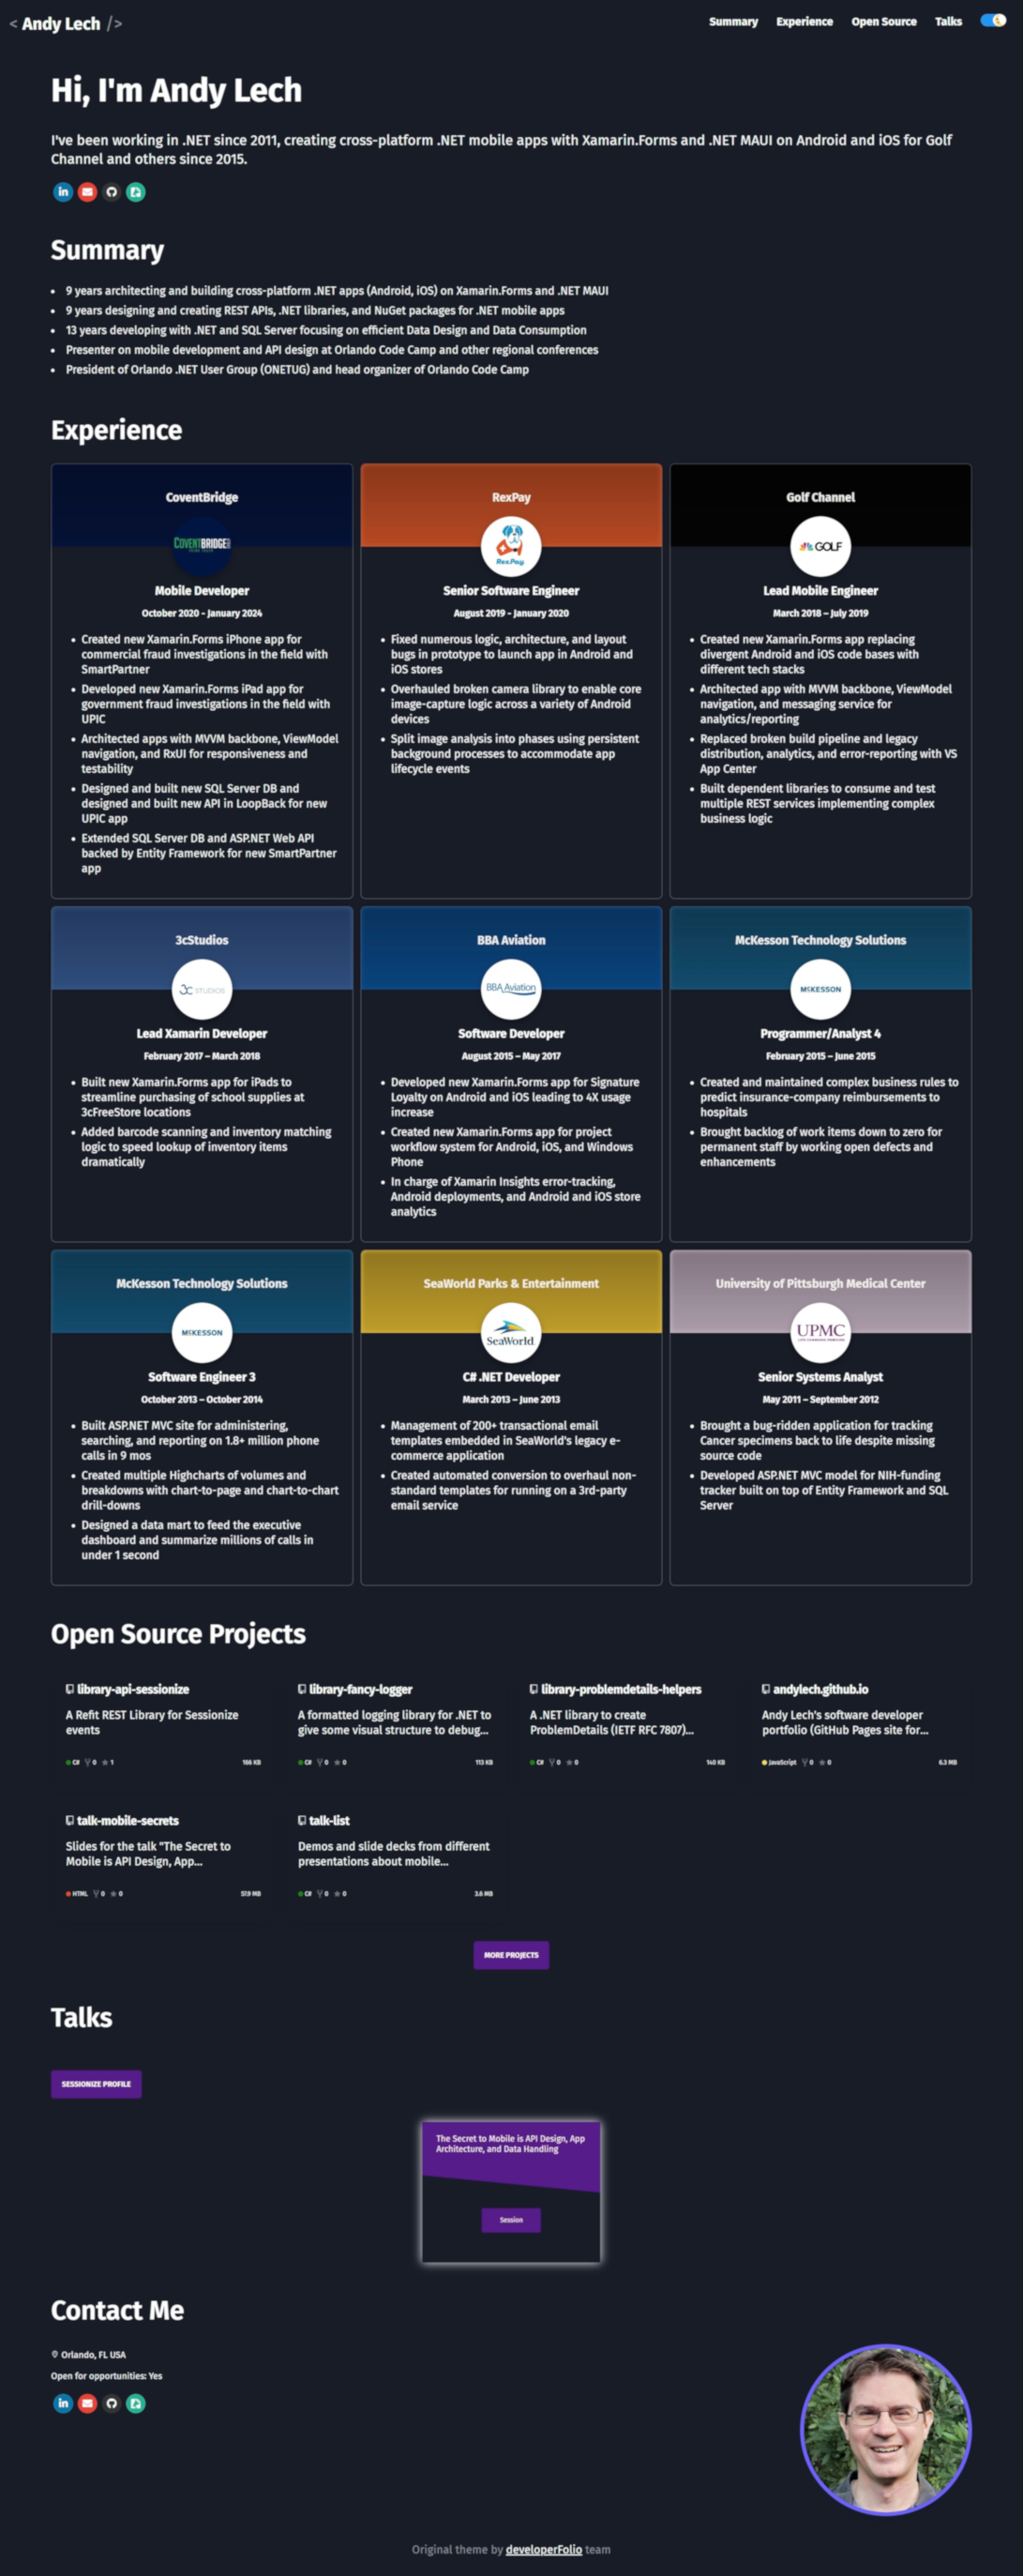 < Andy Lech />
Summary
Experience
Open Source
Talks
Hi, I'm Andy Lech
I've been working in .NET since 2011, creating cross-platform .NET mobile apps with Xamarin.Forms and .NET MAUI on Android and iOS for Golf
Channel and others since 2015.
Summary
• 9 years architecting and building cross-platform .NET apps (Android, iOS) on Xamarin.Forms and .NET MAUI
• 9 years designing and creating REST APIs, .NET libraries, and NuGet packages for .NET mobile apps
• 13 years developing with .NET and SQL Server focusing on efficient Data Design and Data Consumption
• Presenter on mobile development and API design at Orlando Code Camp and other regional conferences
• President of Orlando .NET User Group (ONETUG) and head organizer of Orlando Code Camp
Experience
CoventBridge
COVENTBRIDGE
Mobile Developer
October 2020 - January 2024
• Created new Xamarin.Forms iPhone app for
commercial fraud investigations in the field with
SmartPartner
• Developed new Xamarin.Forms iPad app for
government fraud investigations in the field with
UPIC
• Architected apps with MVVM backbone, ViewModel
navigation, and RxUI for responsiveness and
testability
• Designed and built new SQL Server DB and
designed and built new API in LoopBack for new
UPIC app
• Extended SQL Server DB and ASP.NET Web API
backed by Entity Framework for new SmartPartner
app
RexPay
RexPay
Senior Software Engineer
August 2019 - January 2020
• Fixed numerous logic, architecture, and layout
bugs in prototype to launch app in Android and
iOS stores
• Overhauled broken camera library to enable core
image-capture logic across a variety of Android
devices
• Split image analysis into phases using persistent
background processes to accommodate app
lifecycle events
Golf Channel
GOLF
Lead Mobile Engineer
March 2018 – July 2019
• Created new Xamarin.Forms app replacing
divergent Android and iOS code bases with
different tech stacks
• Architected app with MVVM backbone, ViewModel
navigation, and messaging service for
analytics/reporting
• Replaced broken build pipeline and legacy
distribution, analytics, and error-reporting with VS
App Center
• Built dependent libraries to consume and test
multiple REST services implementing complex
business logic
3cStudios
3C STUDIOS
Lead Xamarin Developer
February 2017 – March 2018
• Built new Xamarin.Forms app for iPads to
streamline purchasing of school supplies at
3cFreeStore locations
• Added barcode scanning and inventory matching
logic to speed lookup of inventory items
dramatically
BBA Aviation
BBA Aviation
Software Developer
August 2015 – May 2017
• Developed new Xamarin.Forms app for Signature
Loyalty on Android and iOS leading to 4X usage
increase
• Created new Xamarin.Forms app for project
workflow system for Android, iOS, and Windows
Phone
• In charge of Xamarin Insights error-tracking,
Android deployments, and Android and iOS store
analytics
McKesson Technology Solutions
MCKESSON
Programmer/Analyst 4
February 2015 – June 2015
• Created and maintained complex business rules to
predict insurance-company reimbursements to
hospitals
• Brought backlog of work items down to zero for
permanent staff by working open defects and
enhancements
McKesson Technology Solutions
MCKESSON
Software Engineer 3
October 2013 – October 2014
• Built ASP.NET MVC site for administering,
searching, and reporting on 1.8+ million phone
calls in 9 mos
• Created multiple Highcharts of volumes and
breakdowns with chart-to-page and chart-to-chart
drill-downs
• Designed a data mart to feed the executive
dashboard and summarize millions of calls in
under 1 second
SeaWorld Parks & Entertainment
SeaWorld
C# .NET Developer
March 2013 – June 2013
• Management of 200+ transactional email
templates embedded in SeaWorld's legacy e-
commerce application
• Created automated conversion to overhaul non-
standard templates for running on a 3rd-party
email service
University of Pittsburgh Medical Center
UPMC
Senior Systems Analyst
May 2011 – September 2012
• Brought a bug-ridden application for tracking
Cancer specimens back to life despite missing
source code
• Developed ASP.NET MVC model for NIH-funding
tracker built on top of Entity Framework and SQL
Server
Open Source Projects
library-api-sessionize
A Refit REST Library for Sessionize
events
C# 0 1 166 KB
library-fancy-logger
A formatted logging library for .NET to
give some visual structure to debug...
C# 0 0 113 KB
library-problemdetails-helpers
A .NET library to create
ProblemDetails (IETF RFC 7807)...
C# 0 0 140 KB
andylech.github.io
Andy Lech's software developer
portfolio (GitHub Pages site for...
JavaScript 0 0 6.3 MB
talk-mobile-secrets
Slides for the talk "The Secret to
Mobile is API Design, App...
HTML 0 0 57.9 MB
talk-list
Demos and slide decks from different
presentations about mobile...
C# 0 0 3.6 MB
MORE PROJECTS
Talks
SESSIONIZE PROFILE
The Secret to Mobile is API Design, App
Architecture, and Data Handling
Session
Contact Me
Orlando, FL USA
Open for opportunities: Yes
Original theme by developerFolio team